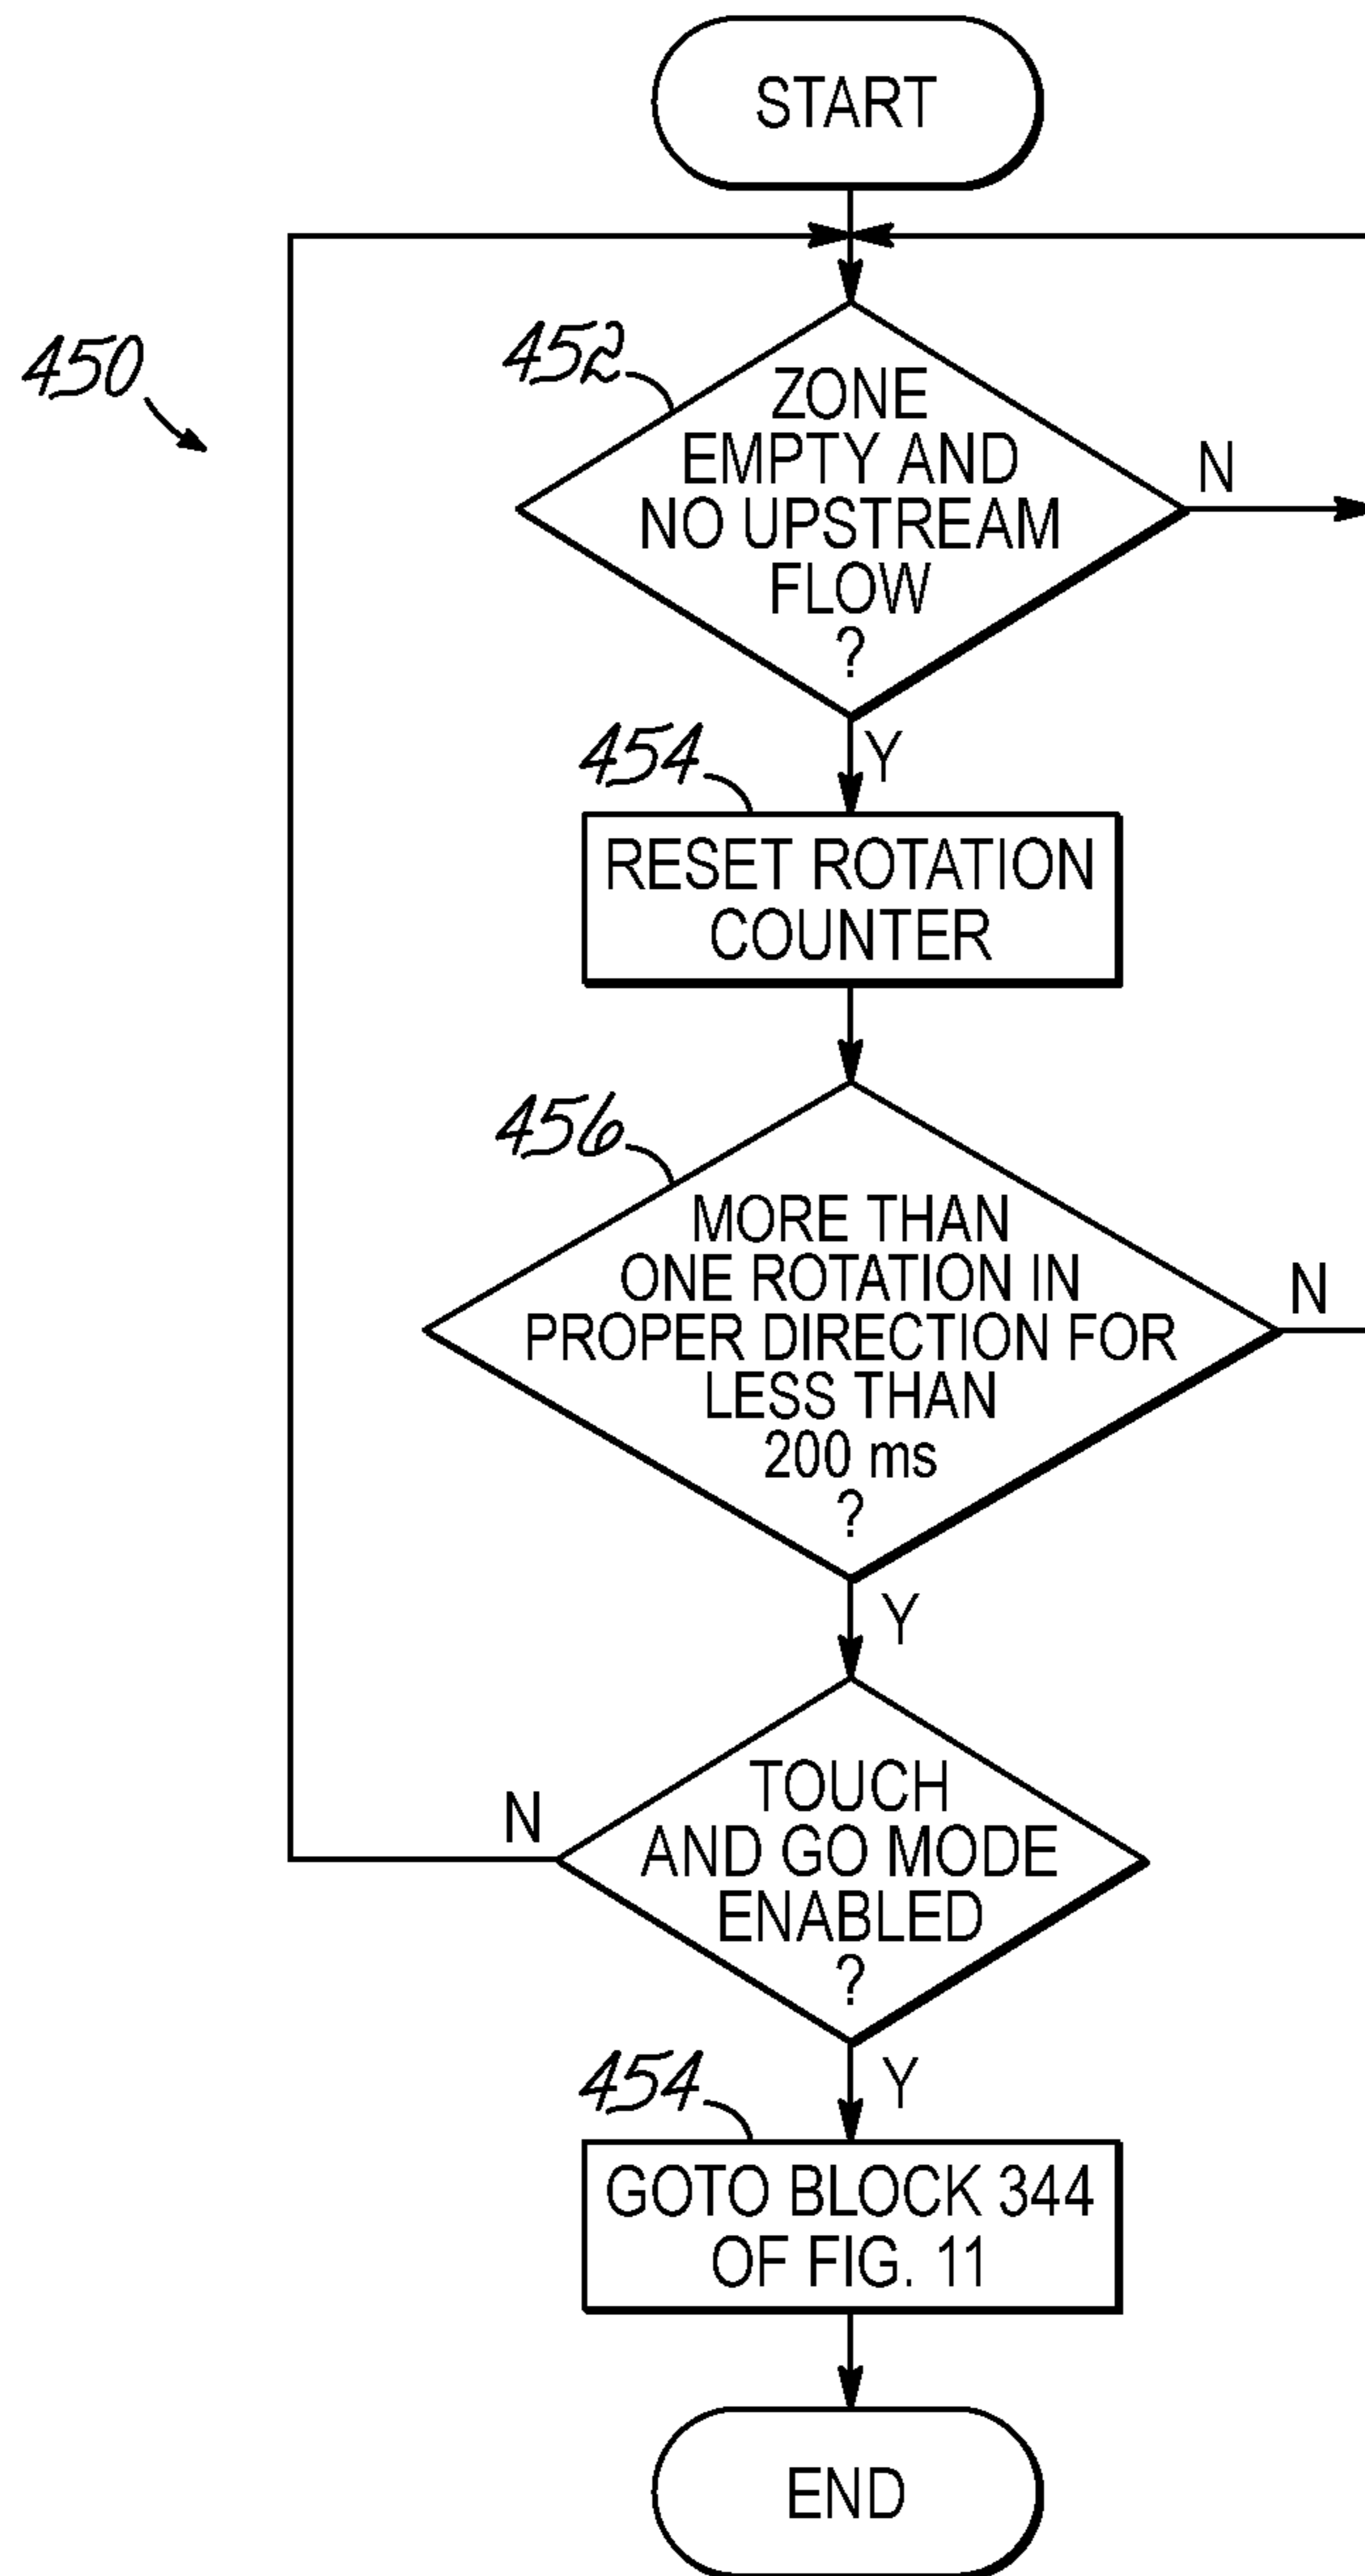 START
450
452
ZONE
EMPTY AND
NO UPSTREAM
FLOW
?
N
Y
454
RESET ROTATION
COUNTER
456
MORE THAN
ONE ROTATION IN
PROPER DIRECTION FOR
LESS THAN
200 ms
?
N
Y
TOUCH
AND GO MODE
ENABLED
?
N
Y
454
GOTO BLOCK 344
OF FIG. 11
END